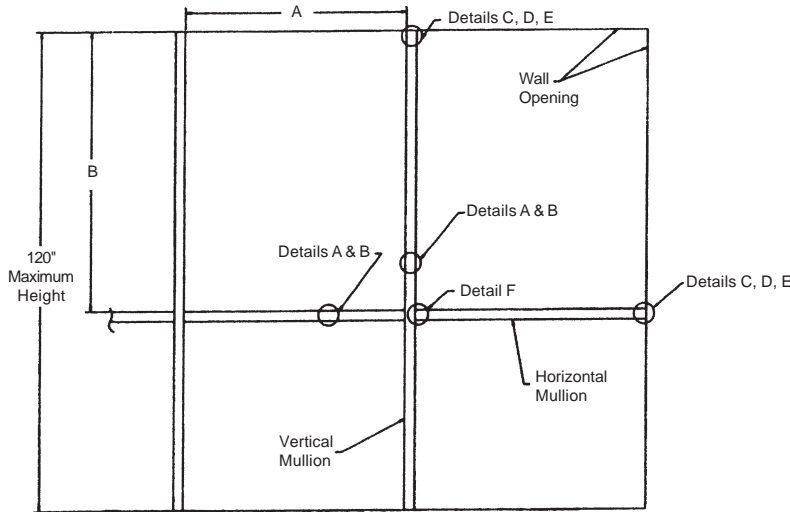 A
Details C, D, E
Wall
Opening
B
Details A & B
120"
Maximum
Height
Details A & B
Detail F
Details C, D, E
Horizontal
Mullion
Vertical
Mullion